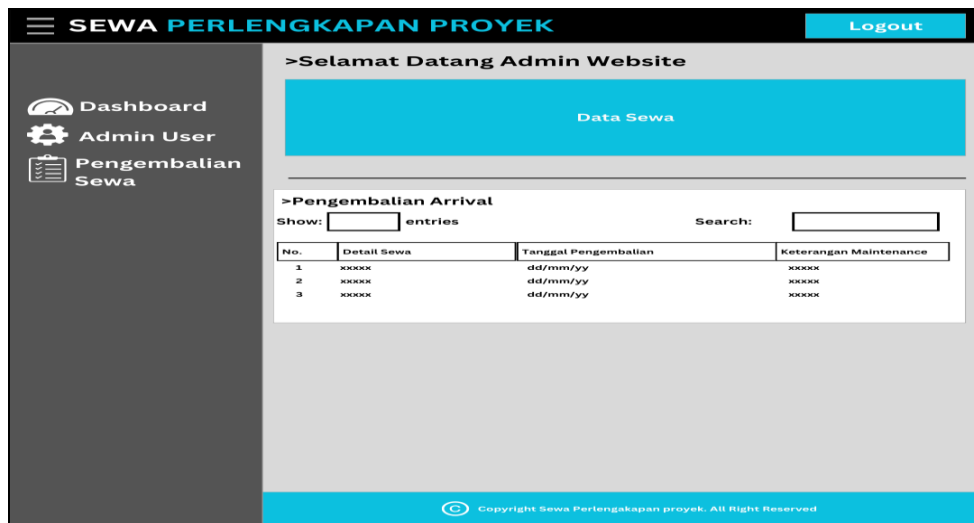 SEWA PERLENGKAPAN PROYEK
Logout
>Selamat Datang Admin Website
Dashboard
Admin User
Pengembalian
Sewa
Data Sewa
>Pengembalian Arrival
Show: entries Search:
No. Detail Sewa Tanggal Pengembalian Keterangan Maintenance
1 xxxxx dd/mm/yy xxxxx
2 xxxxx dd/mm/yy xxxxx
3 xxxxx dd/mm/yy xxxxx
© Copyright Sewa Perlengakapan proyek. All Right Reserved